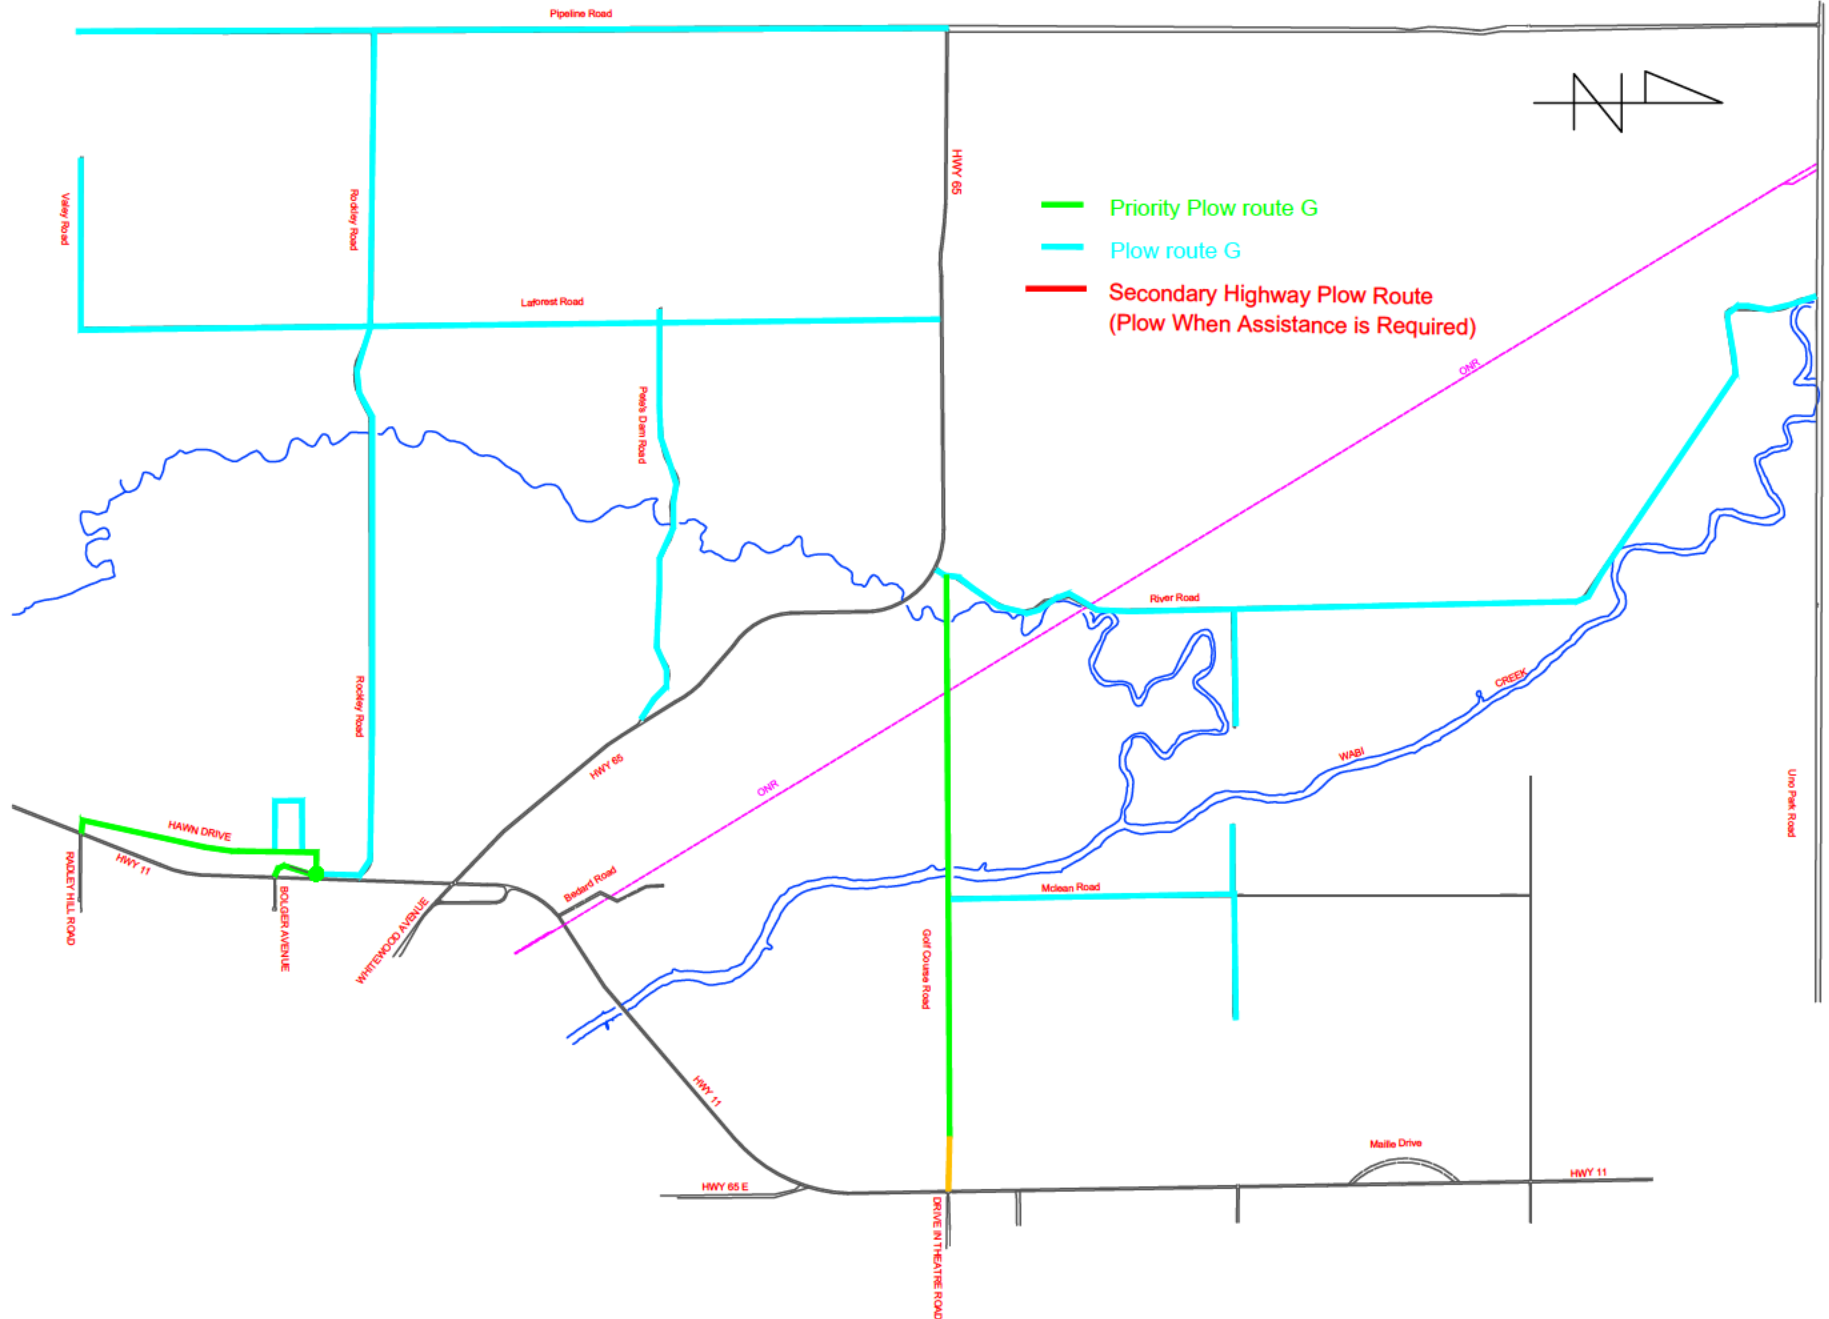 Pipeline Road
N
HWY 65
Valley Road
Rockley Road
Priority Plow route G
Plow route G
Secondary Highway Plow Route
(Plow When Assistance is Required)
Laforest Road
ONR
Pete's Dam Road
River Road
Rockley Road
CREEK
WABI
HWY 65
ONR
Uno Park Road
HAWN DRIVE
HWY 11
RADLEY HILL ROAD
BOLGER AVENUE
WHITEWOOD AVENUE
Bedard Road
Mclean Road
Golf Course Road
HWY 11
Maille Drive
HWY 11
HWY 65 E
DRIVE IN THEATRE ROAD